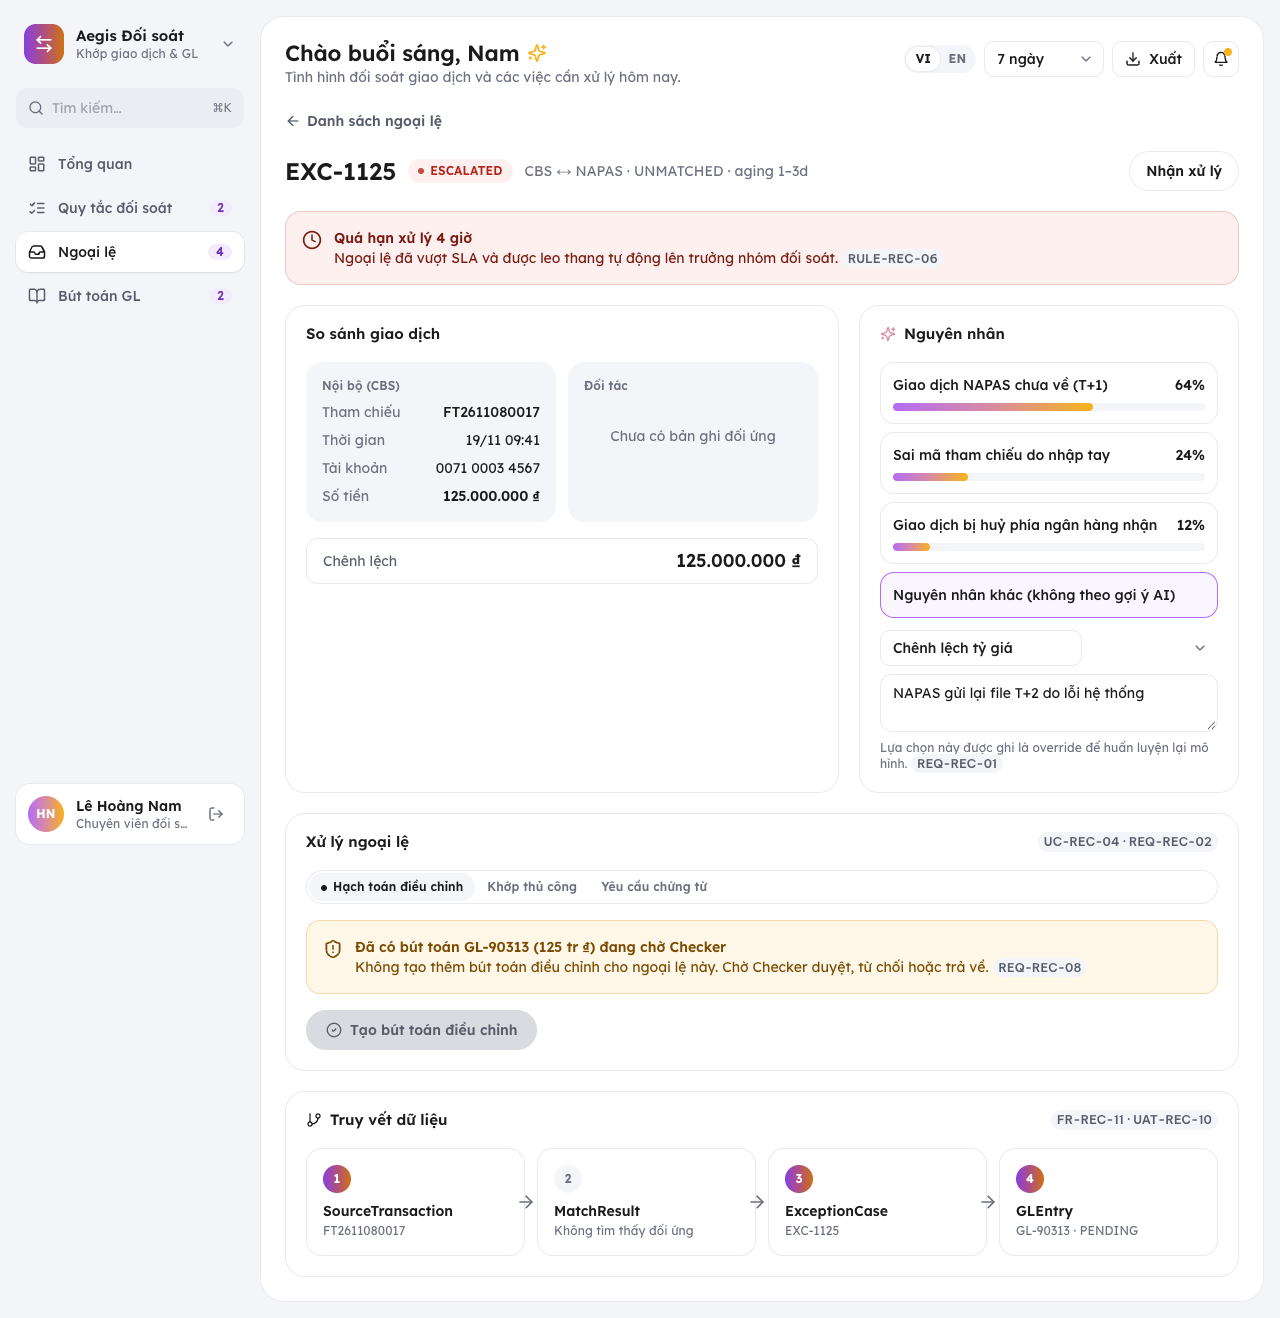 Aegis Đối soát
Khớp giao dịch & GL
Tìm kiếm...
⌘K
Tổng quan
Quy tắc đối soát
2
Ngoại lệ
4
Bút toán GL
2
HN
Lê Hoàng Nam
Chuyên viên đối s...
Chào buổi sáng, Nam
Tình hình đối soát giao dịch và các việc cần xử lý hôm nay.
VI
EN
7 ngày
Xuất
Danh sách ngoại lệ
EXC-1125
ESCALATED
CBS ↔ NAPAS · UNMATCHED · aging 1–3d
Nhận xử lý
Quá hạn xử lý 4 giờ
Ngoại lệ đã vượt SLA và được leo thang tự động lên trưởng nhóm đối soát. RULE-REC-06
So sánh giao dịch
Nội bộ (CBS)
Tham chiếu FT2611080017
Thời gian 19/11 09:41
Tài khoản 0071 0003 4567
Số tiền 125.000.000 ₫
Đối tác
Chưa có bản ghi đối ứng
Chênh lệch 125.000.000 ₫
Nguyên nhân
Giao dịch NAPAS chưa về (T+1) 64%
Sai mã tham chiếu do nhập tay 24%
Giao dịch bị huỷ phía ngân hàng nhận 12%
Nguyên nhân khác (không theo gợi ý AI)
Chênh lệch tỷ giá
NAPAS gửi lại file T+2 do lỗi hệ thống
Lựa chọn này được ghi là override để huấn luyện lại mô
hình. REQ-REC-01
Xử lý ngoại lệ
UC-REC-04 · REQ-REC-02
Hạch toán điều chỉnh
Khớp thủ công
Yêu cầu chứng từ
Đã có bút toán GL-90313 (125 tr ₫) đang chờ Checker
Không tạo thêm bút toán điều chỉnh cho ngoại lệ này. Chờ Checker duyệt, từ chối hoặc trả về. REQ-REC-08
Tạo bút toán điều chỉnh
Truy vết dữ liệu
FR-REC-11 · UAT-REC-10
1
SourceTransaction
FT2611080017
2
MatchResult
Không tìm thấy đối ứng
3
ExceptionCase
EXC-1125
4
GLEntry
GL-90313 · PENDING